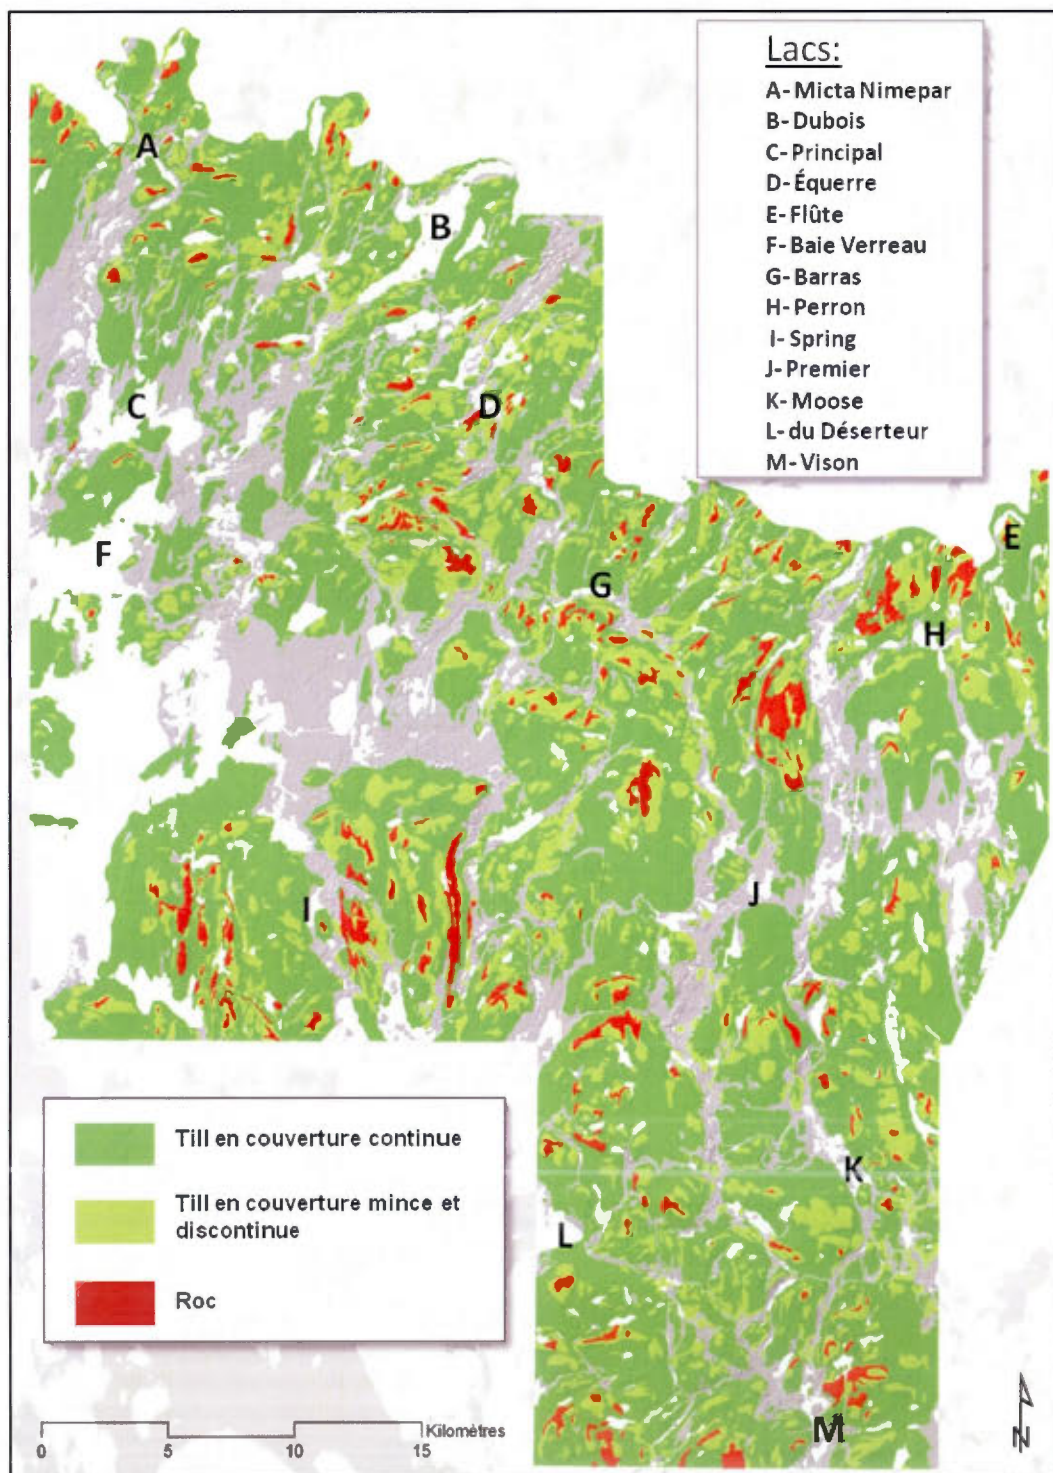 Lacs:
A- Micta Nimepar
B- Dubois
C- Principal
D- Équerre
E- Flûte
F- Baie Verreau
G- Barras
H- Perron
I- Spring
J- Premier
K- Moose
L- du Déserteur
M- Vison
A
B
C
D
E
F
G
H
I
J
K
L
M
Till en couverture continue
Till en couverture mince et
discontinue
Roc
Kilomètres
0 5 10 15
N